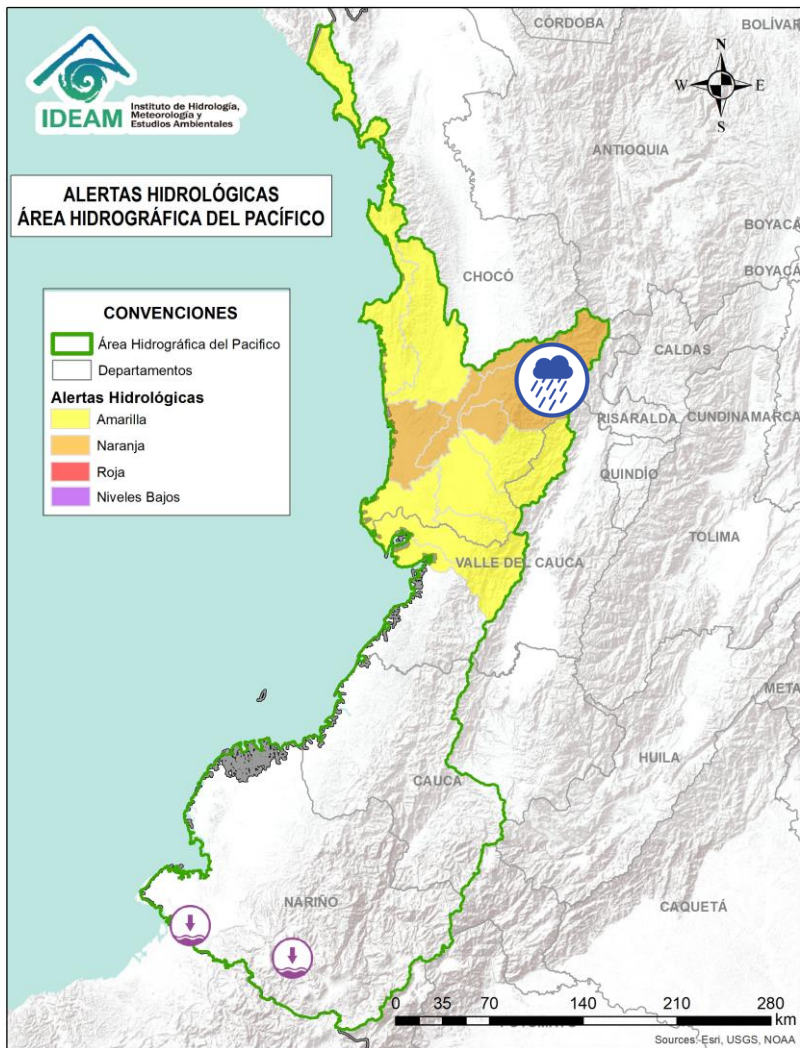 IDEAM
Instituto de Hidrología,
Meteorología y
Estudios Ambientales
ALERTAS HIDROLÓGICAS
ÁREA HIDROGRÁFICA DEL PACÍFICO
CONVENCIONES
Área Hidrográfica del Pacifico
Departamentos
Alertas Hidrológicas
Amarilla
Naranja
Roja
Niveles Bajos
N
W E
S
CÓRDOBA
BOLÍVAR
ANTIOQUIA
BOYACÁ
BOYACÁ
CHOCÓ
CALDAS
RISARALDA
CUNDINAMARCA
QUINDÍO
TOLIMA
VALLE DEL CAUCA
META
HUILA
CAUCA
NARIÑO
CAQUETÁ
0 35 70 140 210 280
km
Sources: Esri, USGS, NOAA